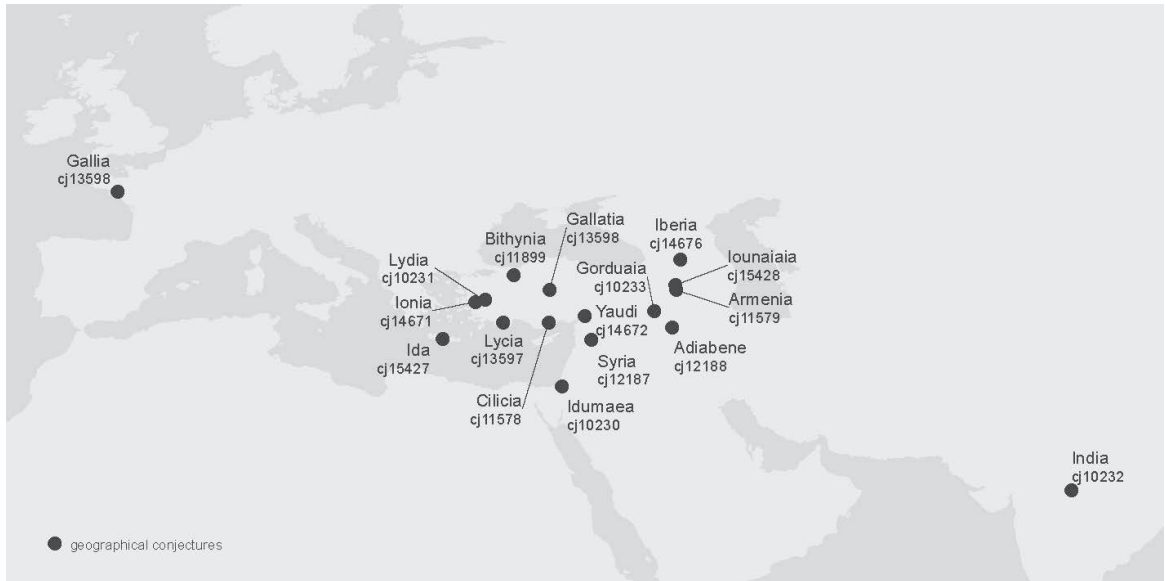 Gallia
cj13598
Bithynia
cj11899
Gallatia
cj13598
Iberia
cj14676
Lydia
cj10231
Gorduaia
cj10233
Iounaiaia
cj15428
Ionia
cj14671
Armenia
cj11579
Yaudi
cj14672
Ida
cj15427
Lycia
cj13597
Adiabene
cj12188
Syria
cj12187
Cilicia
cj11578
Idumaea
cj10230
India
cj10232
geographical conjectures